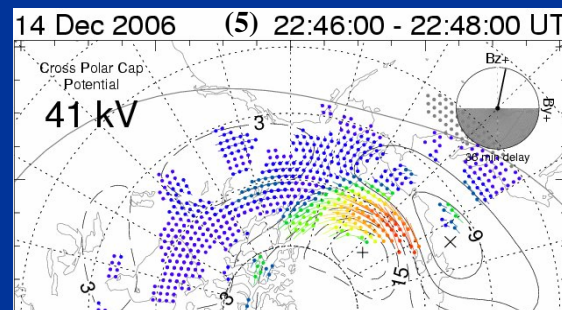 14 Dec 2006 (5) 22:46:00 - 22:48:00 UT
Cross Polar Cap
Potential
41 kV
Bz+
By+
30 min delay
3
3
3
9
15